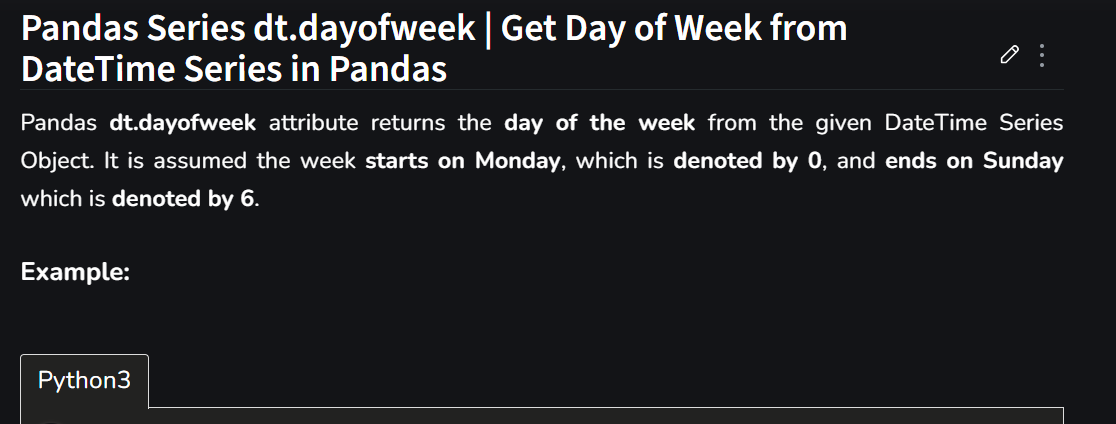 Pandas Series dt.dayofweek | Get Day of Week from
DateTime Series in Pandas
Pandas dt.dayofweek attribute returns the day of the week from the given DateTime Series
Object. It is assumed the week starts on Monday, which is denoted by 0, and ends on Sunday
which is denoted by 6.
Example:
Python3